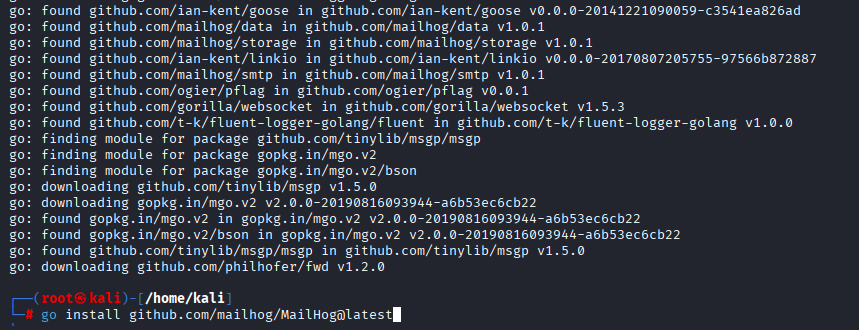 go: found github.com/ian-kent/goose in github.com/ian-kent/goose v0.0.0-20141221090059-c3541ea826ad
go: found github.com/mailhog/data in github.com/mailhog/data v1.0.1
go: found github.com/mailhog/storage in github.com/mailhog/storage v1.0.1
go: found github.com/ian-kent/linkio in github.com/ian-kent/linkio v0.0.0-20170807205755-97566b872887
go: found github.com/mailhog/smtp in github.com/mailhog/smtp v1.0.1
go: found github.com/ogier/pflag in github.com/ogier/pflag v0.0.1
go: found github.com/gorilla/websocket in github.com/gorilla/websocket v1.5.3
go: found github.com/t-k/fluent-logger-golang/fluent in github.com/t-k/fluent-logger-golang v1.0.0
go: finding module for package github.com/tinylib/msgp/msgp
go: finding module for package gopkg.in/mgo.v2
go: finding module for package gopkg.in/mgo.v2/bson
go: downloading github.com/tinylib/msgp v1.5.0
go: downloading gopkg.in/mgo.v2 v2.0.0-20190816093944-a6b53ec6cb22
go: found gopkg.in/mgo.v2 in gopkg.in/mgo.v2 v2.0.0-20190816093944-a6b53ec6cb22
go: found gopkg.in/mgo.v2/bson in gopkg.in/mgo.v2 v2.0.0-20190816093944-a6b53ec6cb22
go: found github.com/tinylib/msgp/msgp in github.com/tinylib/msgp v1.5.0
go: downloading github.com/philhofer/fwd v1.2.0
┌──(root㉿kali)-[/home/kali]
└─# go install github.com/mailhog/MailHog@latest